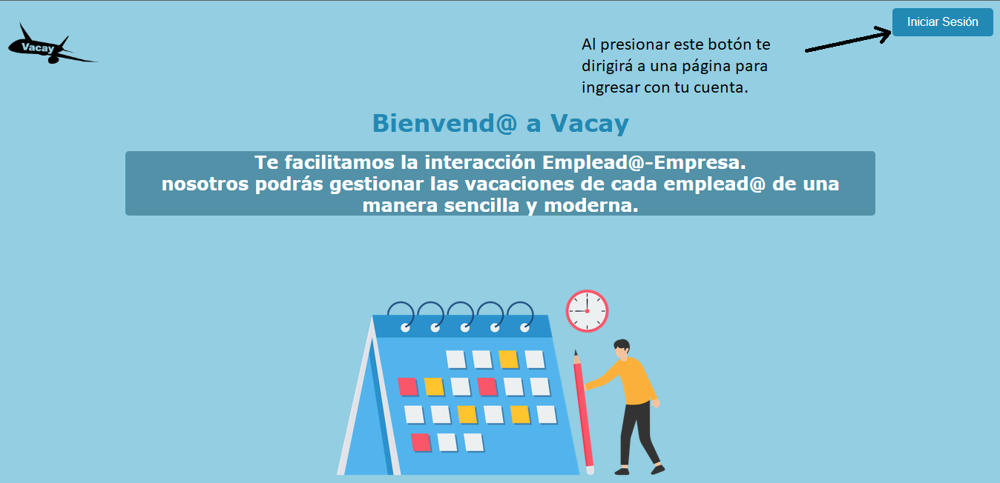 Vacay
Iniciar Sesión
Al presionar este botón te
dirigirá a una página para
ingresar con tu cuenta.
Bienvend@ a Vacay
Te facilitamos la interacción Emplead@-Empresa.
nosotros podrás gestionar las vacaciones de cada emplead@ de una
manera sencilla y moderna.